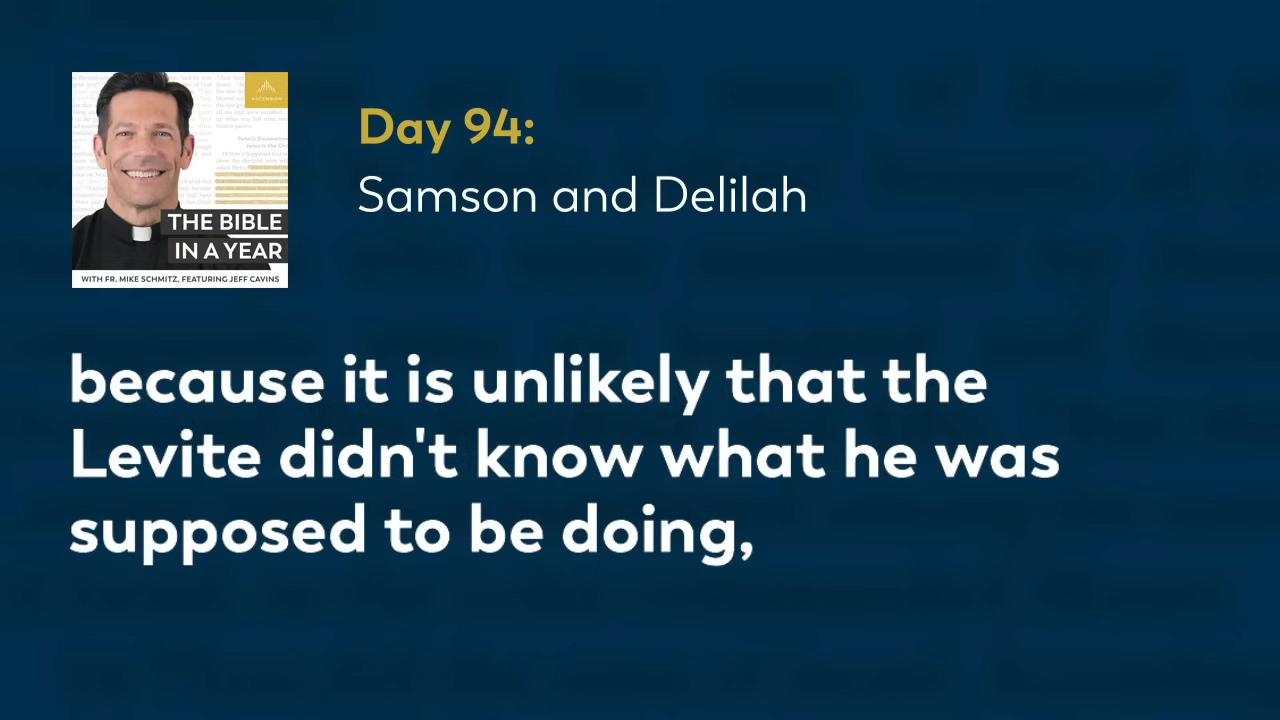 ASCENSION
THE BIBLE
IN A YEAR
WITH FR. MIKE SCHMITZ, FEATURING JEFF CAVINS
Day 94:
Samson and Delilah
because it is unlikely that the
Levite didn't know what he was
supposed to be doing,